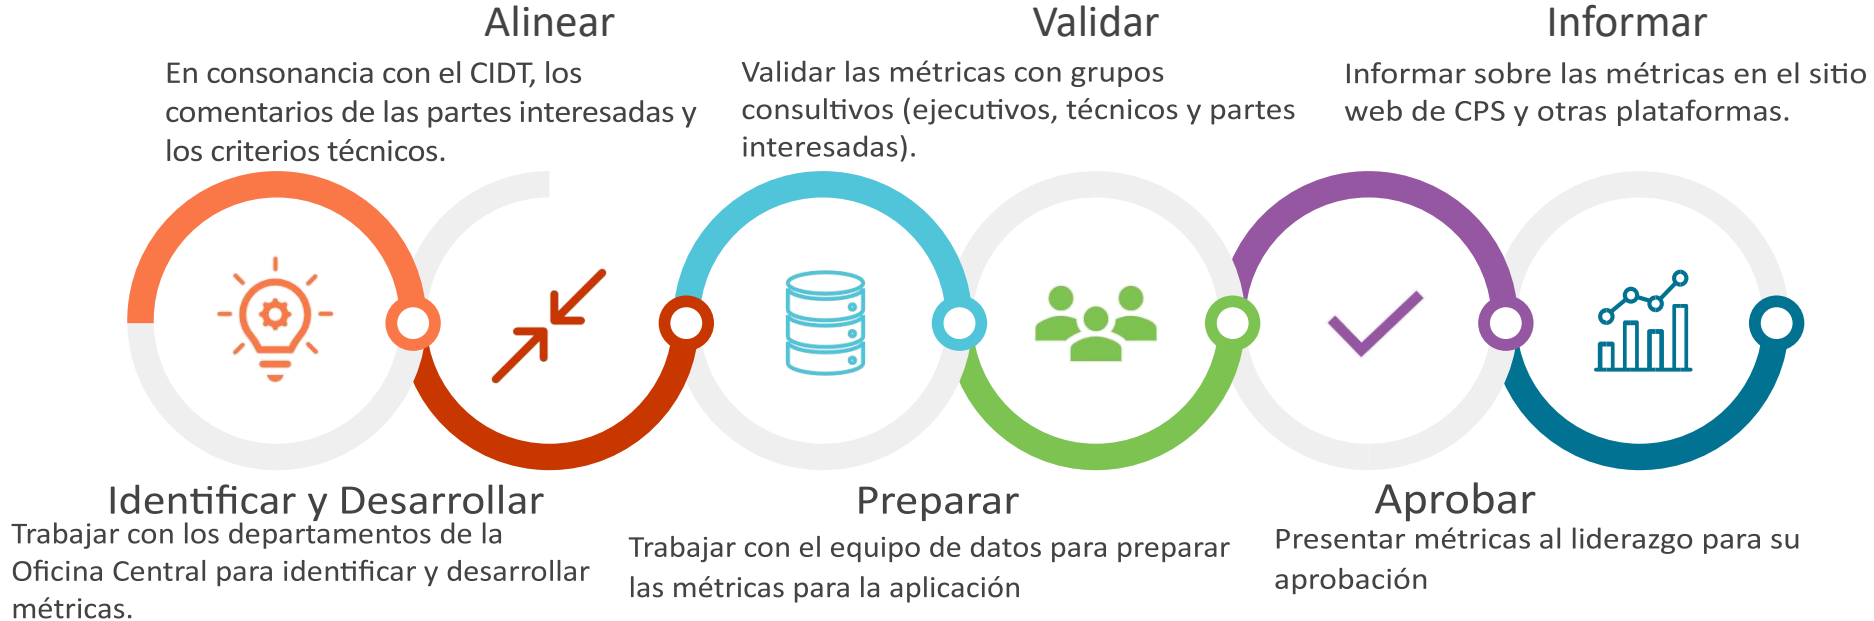 Alinear
En consonancia con el CIDT, los
comentarios de las partes interesadas y
los criterios técnicos.
Validar
Validar las métricas con grupos
consultivos (ejecutivos, técnicos y partes
interesadas).
Informar
Informar sobre las métricas en el sitio
web de CPS y otras plataformas.
Identificar y Desarrollar
Trabajar con los departamentos de la
Oficina Central para identificar y desarrollar
métricas.
Preparar
Trabajar con el equipo de datos para preparar
las métricas para la aplicación
Aprobar
Presentar métricas al liderazgo para su
aprobación